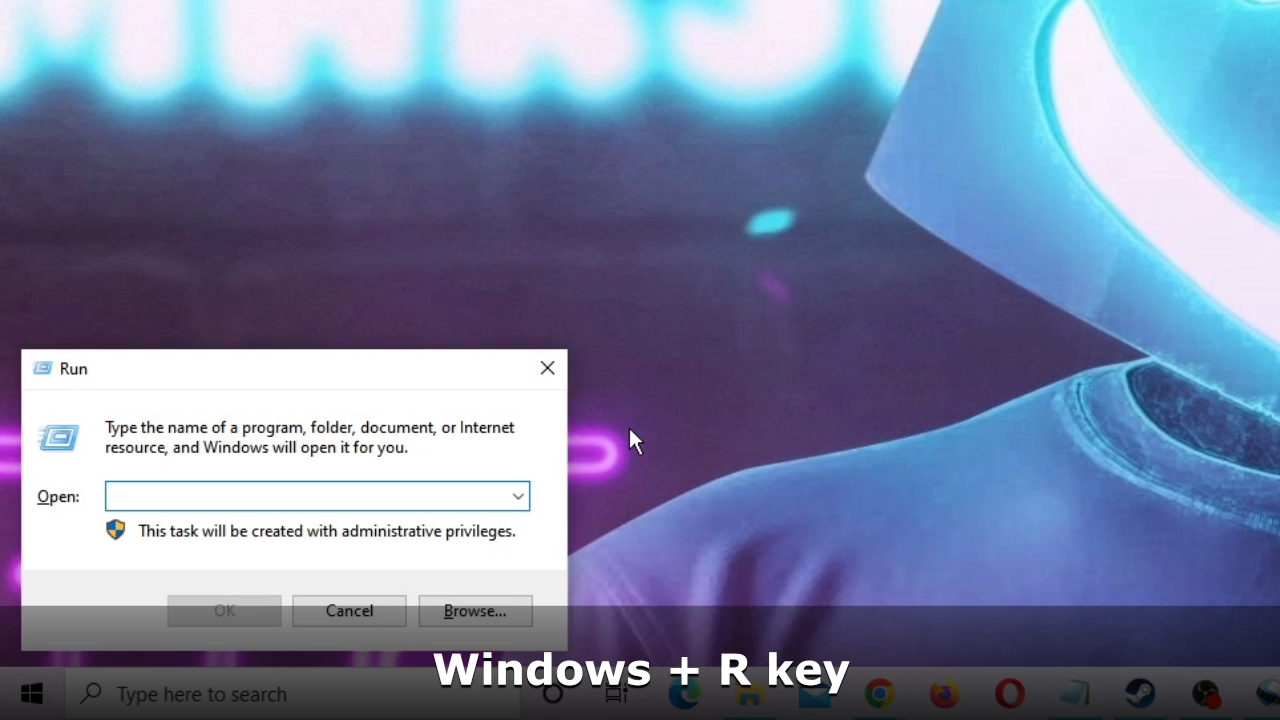 Run
Type the name of a program, folder, document, or Internet
resource, and Windows will open it for you.
Open:
This task will be created with administrative privileges.
OK
Cancel
Browse...
Windows + R key
Type here to search